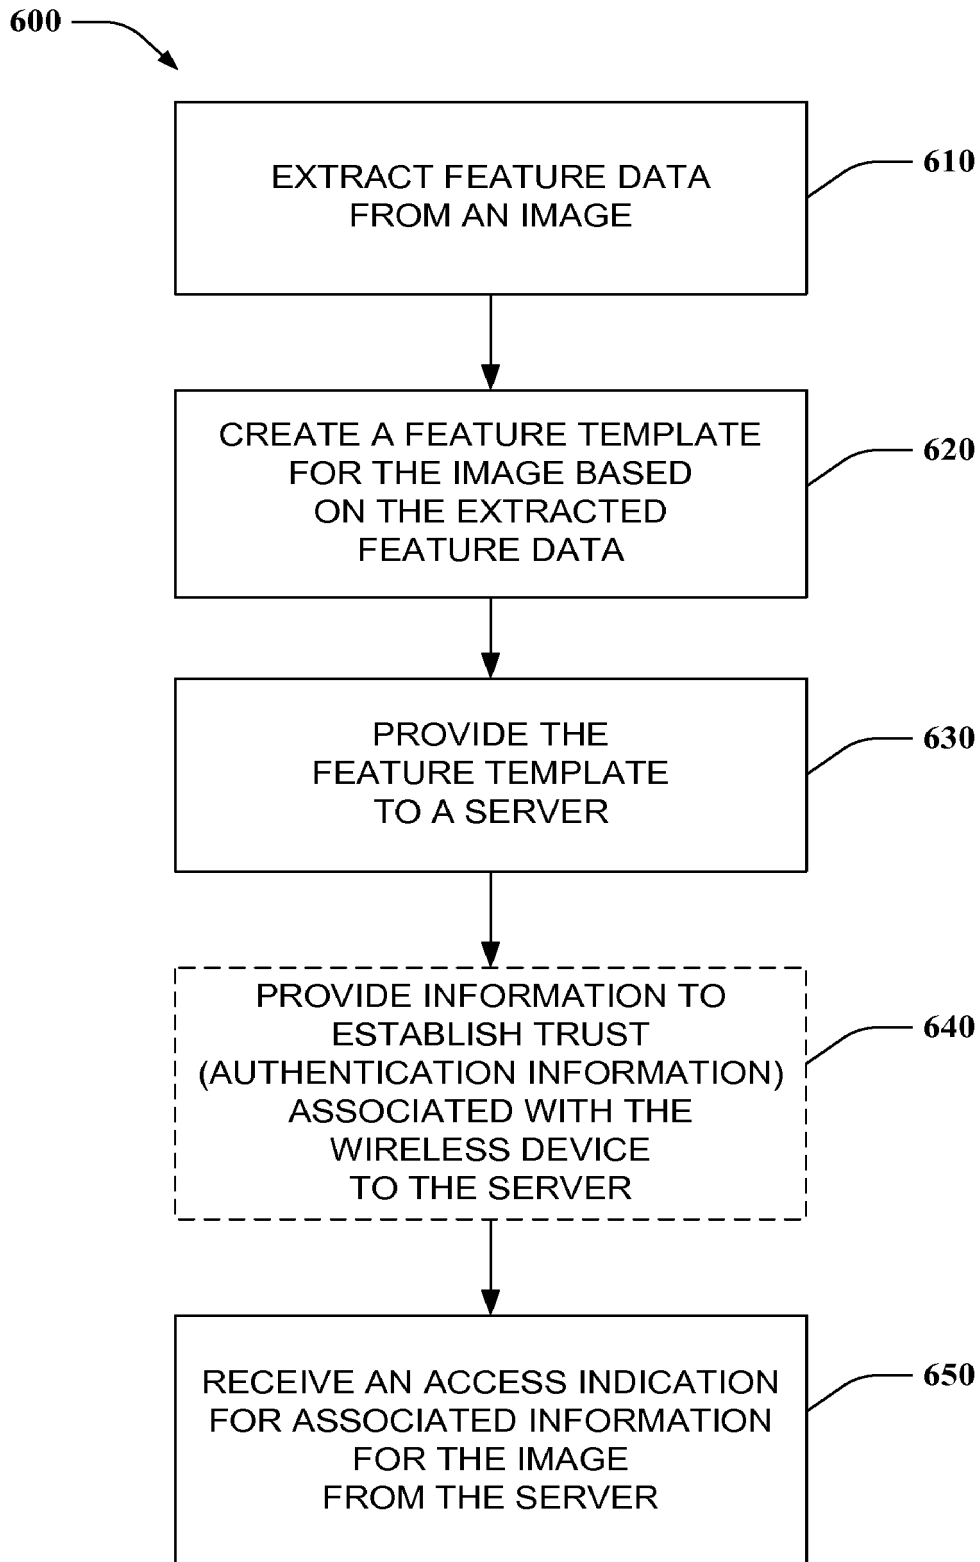 600
EXTRACT FEATURE DATA
FROM AN IMAGE
610
CREATE A FEATURE TEMPLATE
FOR THE IMAGE BASED
ON THE EXTRACTED
FEATURE DATA
620
PROVIDE THE
FEATURE TEMPLATE
TO A SERVER
630
PROVIDE INFORMATION TO
ESTABLISH TRUST
(AUTHENTICATION INFORMATION)
ASSOCIATED WITH THE
WIRELESS DEVICE
TO THE SERVER
640
RECEIVE AN ACCESS INDICATION
FOR ASSOCIATED INFORMATION
FOR THE IMAGE
FROM THE SERVER
650